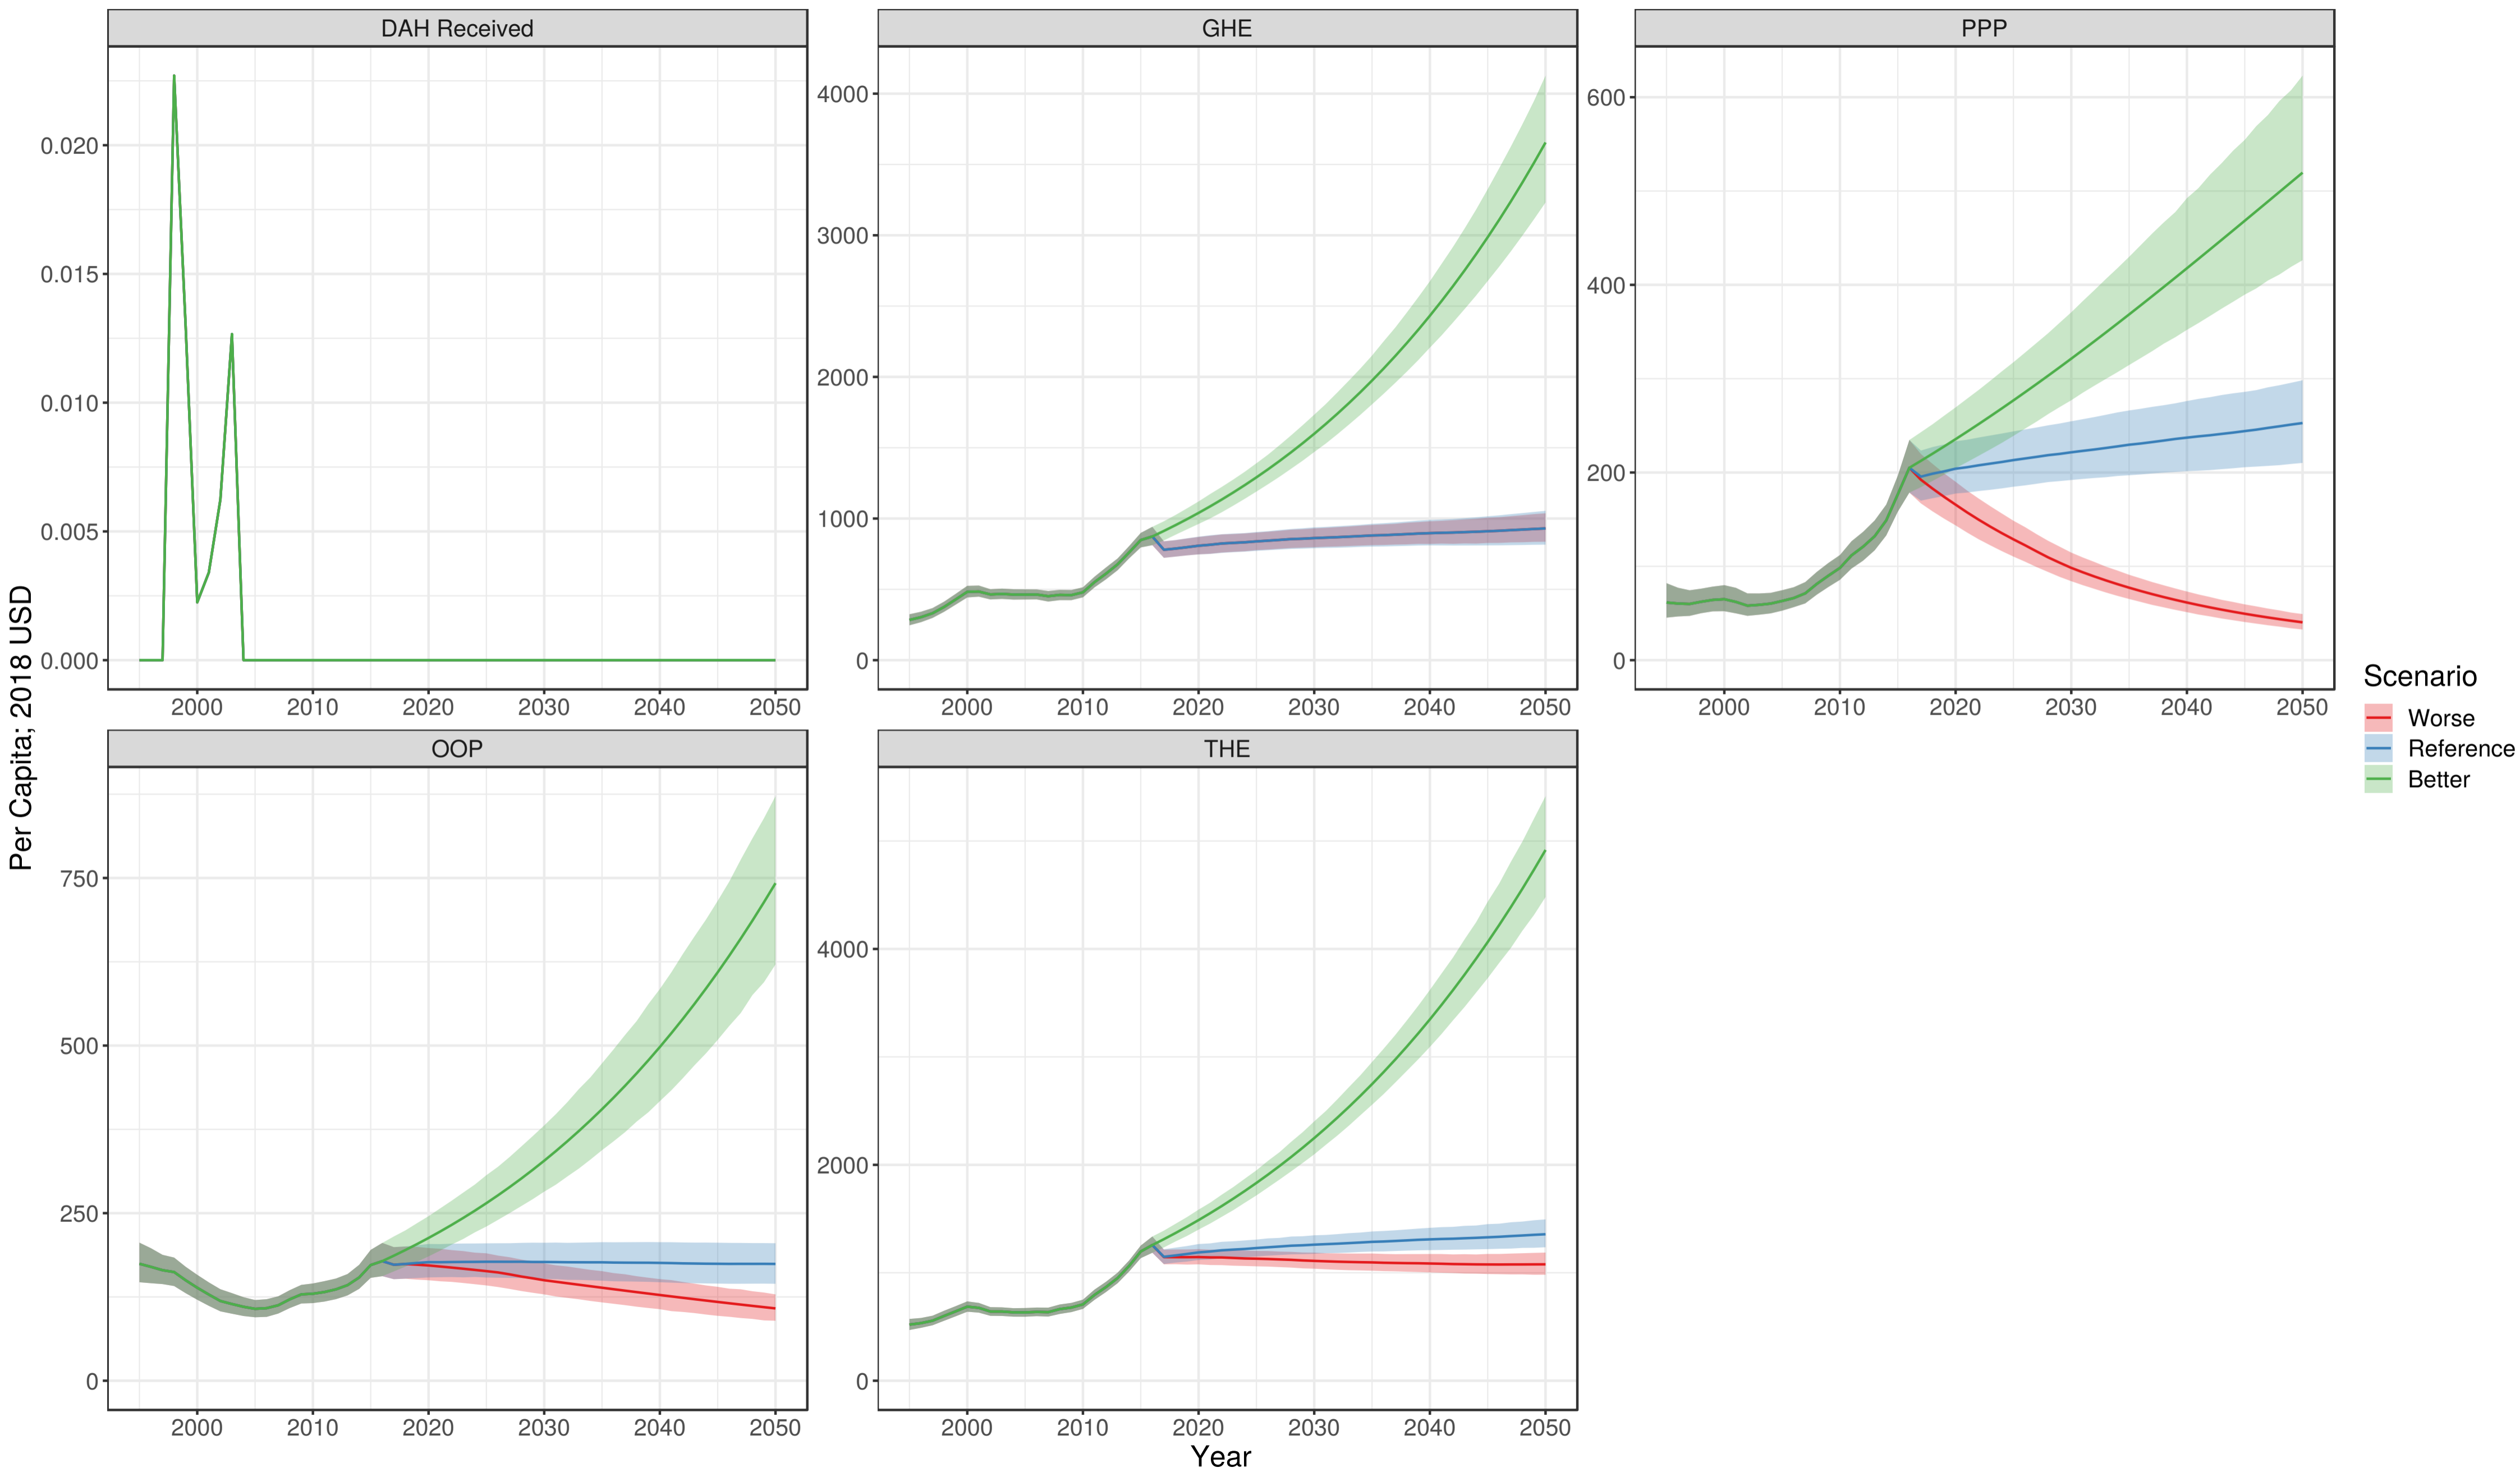 DAH Received
GHE
PPP
0.020
0.015
0.010
0.005
0.000
4000
3000
2000
1000
0
600
400
200
0
2000 2010 2020 2030 2040 2050
2000 2010 2020 2030 2040 2050
2000 2010 2020 2030 2040 2050
OOP
THE
750
500
250
0
4000
2000
0
2000 2010 2020 2030 2040 2050
2000 2010 2020 2030 2040 2050
Year
Per Capita; 2018 USD
Scenario
Worse
Reference
Better